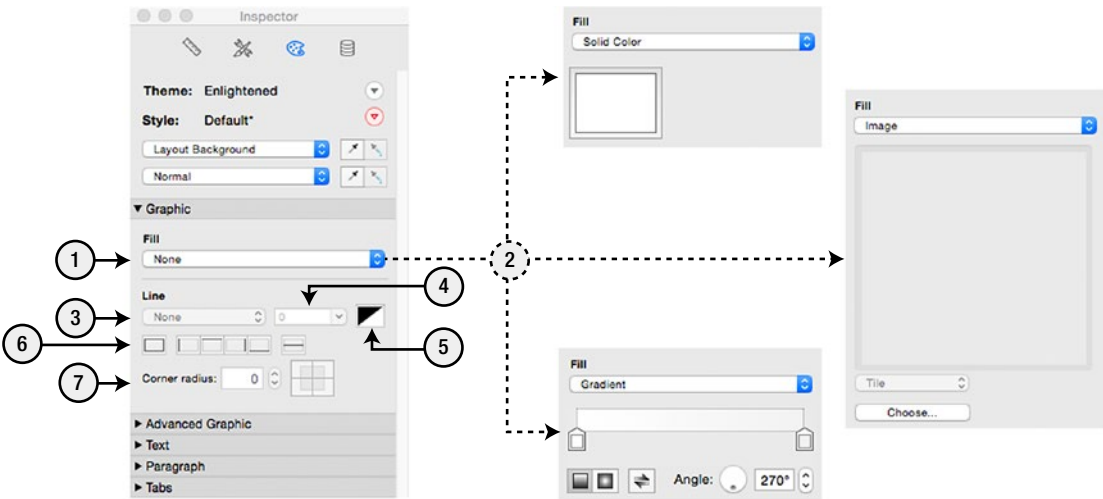 Inspector
Theme: Enlightened
Style: Default*
Layout Background
Normal
▼ Graphic
Fill
None
Line
None
0
Corner radius: 0
▶ Advanced Graphic
▶ Text
▶ Paragraph
▶ Tabs
1
2
3
4
5
6
7
Fill
Solid Color
Fill
Image
Tile
Choose...
Fill
Gradient
Angle: 270°